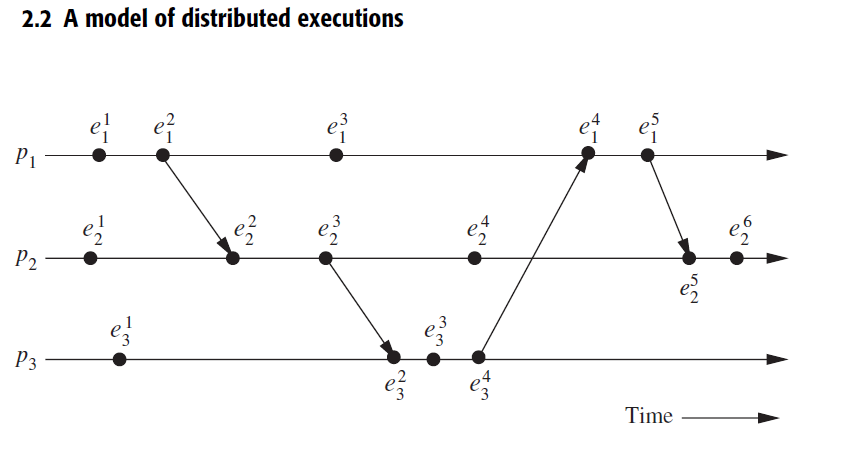 2.2 A model of distributed executions
e₁¹ e₁² e₁³ e₁⁴ e₁⁵
p₁
e₂¹ e₂² e₂³ e₂⁴ e₂⁶
p₂
e₂⁵
e₃¹ e₃³
p₃
e₃² e₃⁴
Time